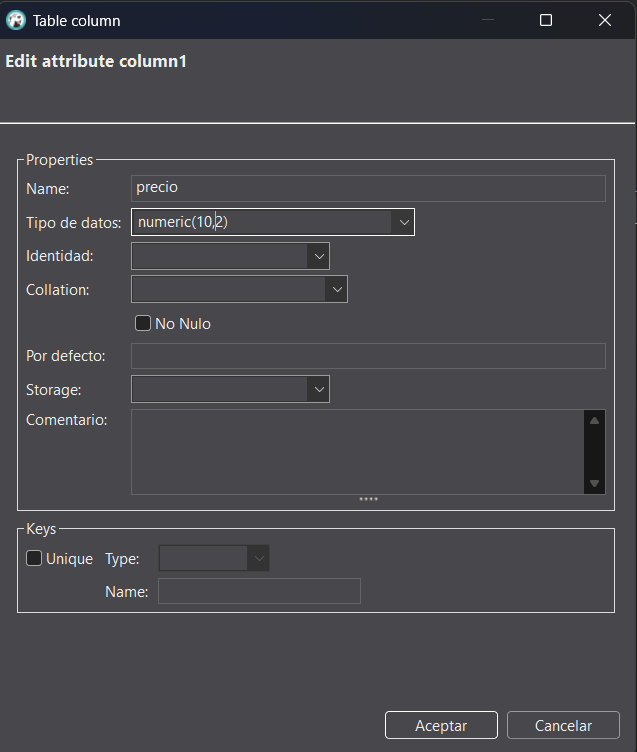 Table column
Edit attribute column1
Properties
Name: precio
Tipo de datos: numeric(10,2)
Identidad:
Collation:
No Nulo
Por defecto:
Storage:
Comentario:
Keys
Unique Type:
Name:
Aceptar Cancelar